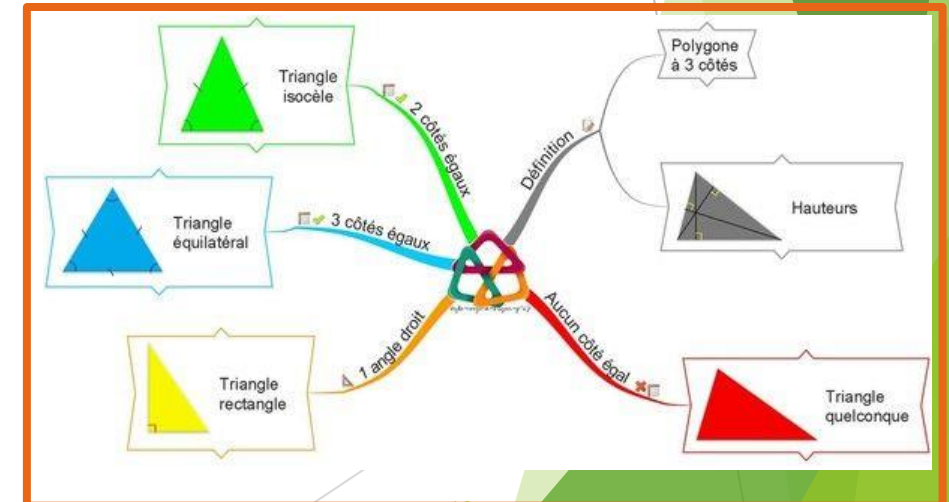 Triangle
isocèle
2 côtés égaux
Triangle
équilatéral
3 côtés égaux
Triangle
rectangle
1 angle droit
Définition
Polygone
à 3 côtés
Hauteurs
Aucun côté égal
Triangle
quelconque